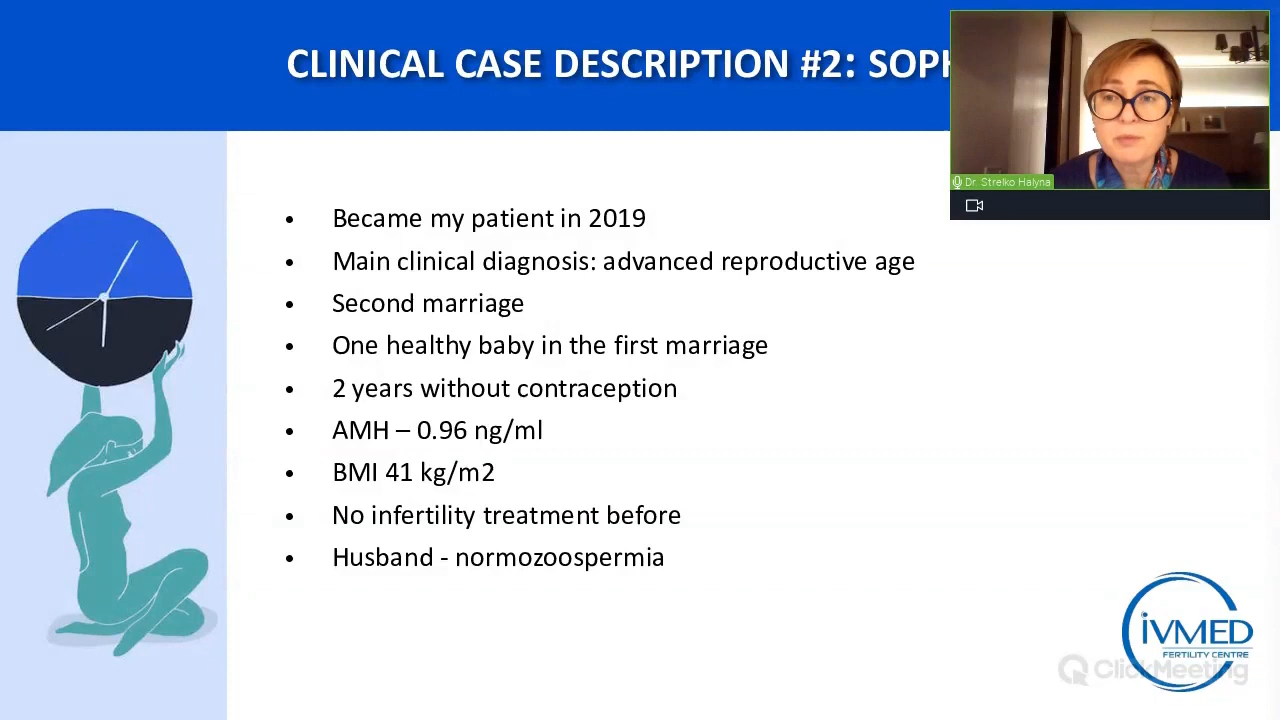 CLINICAL CASE DESCRIPTION #2:
Dr. Strelko Halyna
• Became my patient in 2019
• Main clinical diagnosis: advanced reproductive age
• Second marriage
• One healthy baby in the first marriage
• 2 years without contraception
• AMH – 0.96 ng/ml
• BMI 41 kg/m2
• No infertility treatment before
• Husband - normozoospermia
iVMED
FERTILITY CENTRE
ClickMeeting